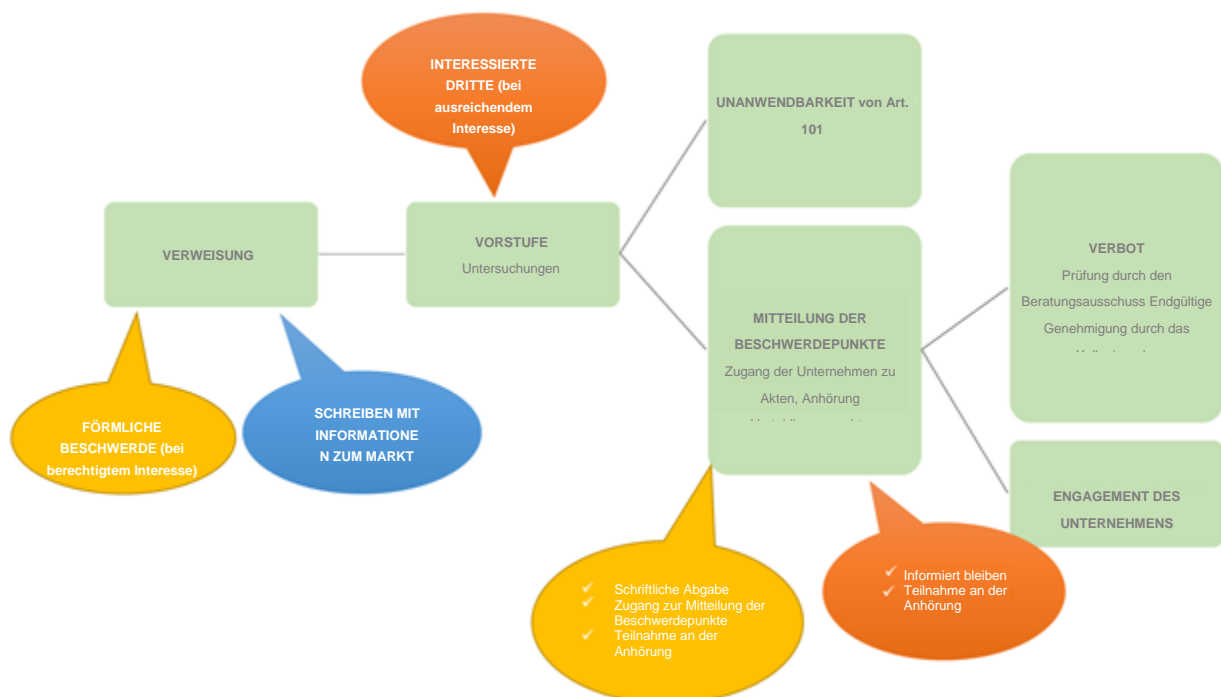 INTERESSIERTE
DRITTE (bei
ausreichendem
Interesse)
UNANWENDBARKEIT von Art.
101
VERWEISUNG
VORSTUFE
Untersuchungen
MITTEILUNG DER
BESCHWERDEPUNKTE
Zugang der Unternehmen zu
Akten, Anhörung
VERBOT
Prüfung durch den
Beratungsausschuss Endgültige
Genehmigung durch das
ENGAGEMENT DES
UNTERNEHMENS
FÖRMLICHE
BESCHWERDE (bei
berechtigtem Interesse)
SCHREIBEN MIT
INFORMATIONE
N ZUM MARKT
✓ Schriftliche Abgabe
✓ Zugang zur Mitteilung der
Beschwerdepunkte
✓ Teilnahme an der
Anhörung
✓ Informiert bleiben
✓ Teilnahme an der
Anhörung